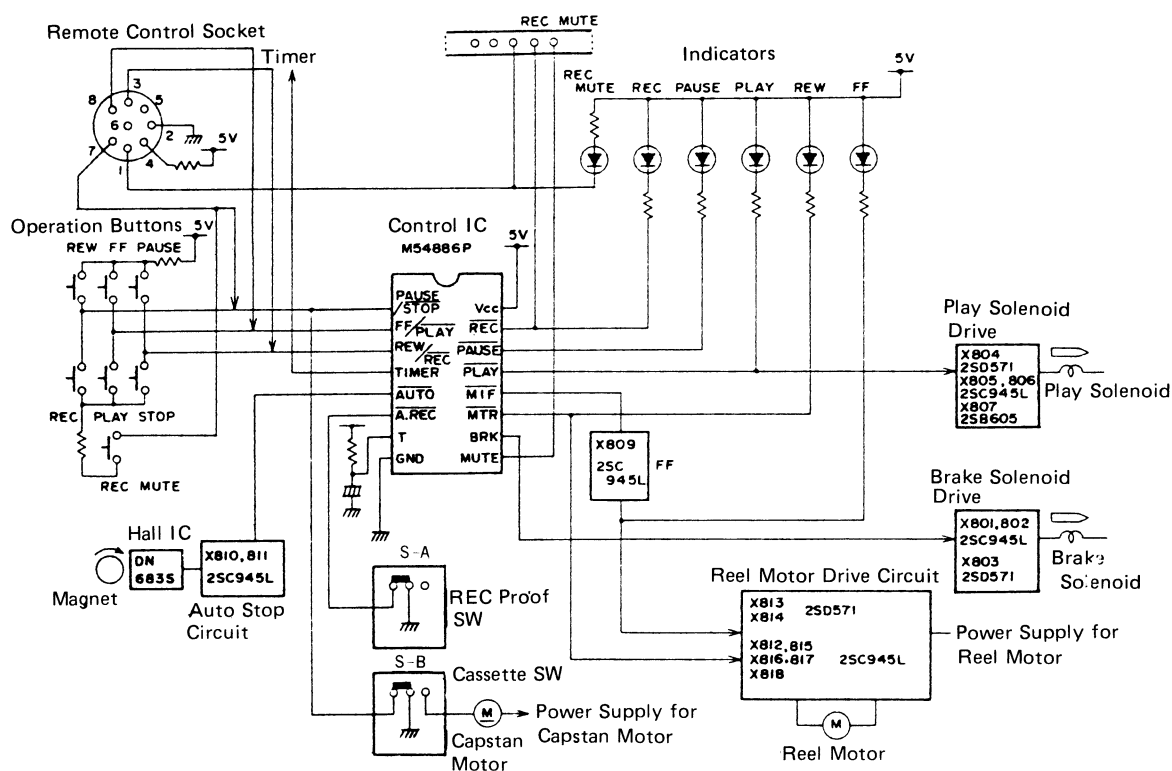 REC MUTE
Remote Control Socket
Timer
Indicators
5V
REC
MUTE
REC PAUSE PLAY REW FF
3
8
5
6
2
5V
7
4
1
Operation Buttons
5V
REW FF PAUSE
Control IC
M54886P
5V
PAUSE
/STOP
Vcc
FF/PLAY
REC
REW/REC
PAUSE
TIMER
PLAY
AUTO
MIF
A.REC
MTR
T
BRK
GND
MUTE
Play Solenoid
Drive
X804
2SD571
X805,806
2SC945L
X807
2SB605
Play Solenoid
REC PLAY STOP
REC MUTE
X809
2SC
945L
FF
Brake Solenoid
Drive
X801,802
2SC945L
X803
2SD571
Brake
Solenoid
Hall IC
DN
683S
X810,811
2SC945L
Magnet
Auto Stop
Circuit
S-A
REC Proof
SW
Reel Motor Drive Circuit
X813
X814
2SD571
X812,815
X816,817
X818
2SC945L
Power Supply for
Reel Motor
S-B
Cassette SW
M
Power Supply for
Capstan Motor
Capstan
Motor
M
Reel Motor